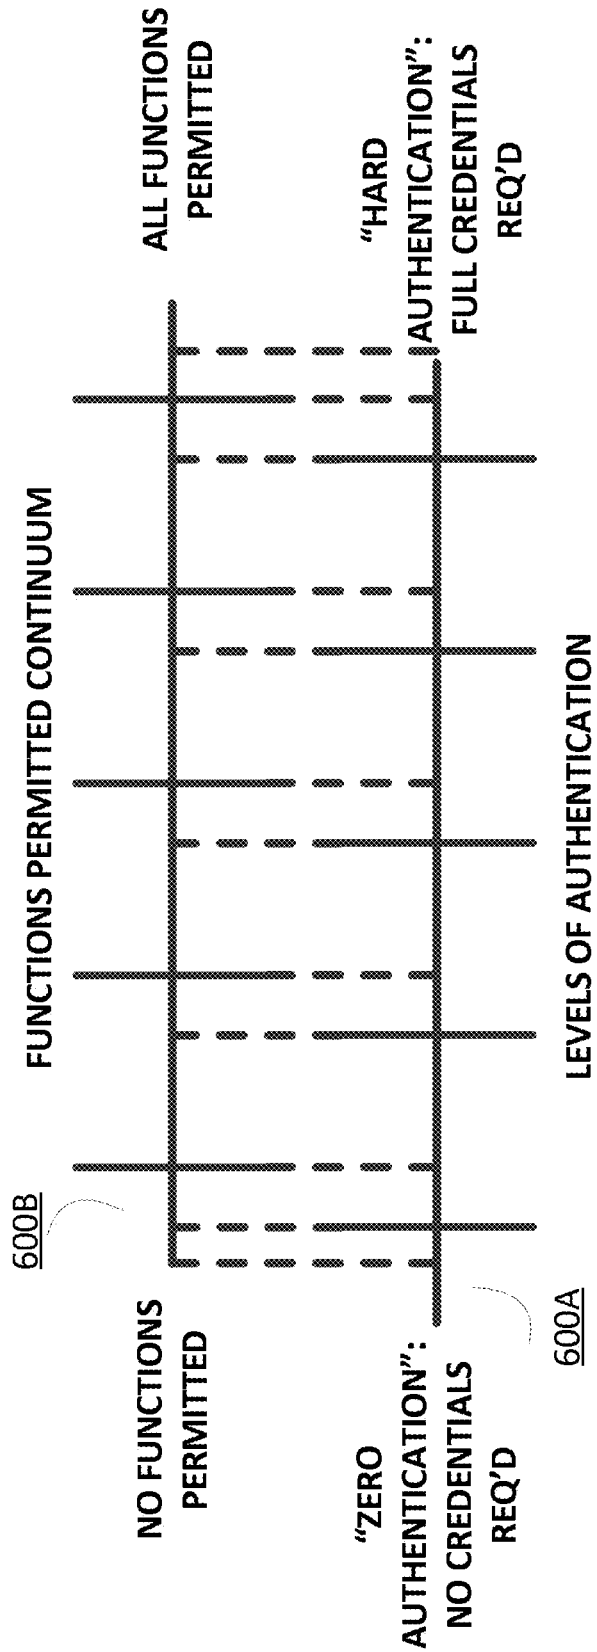 FUNCTIONS PERMITTED CONTINUUM
600B
NO FUNCTIONS
PERMITTED
ALL FUNCTIONS
PERMITTED
“ZERO
AUTHENTICATION”:
NO CREDENTIALS
REQ’D
“HARD
AUTHENTICATION”:
FULL CREDENTIALS
REQ’D
600A
LEVELS OF AUTHENTICATION